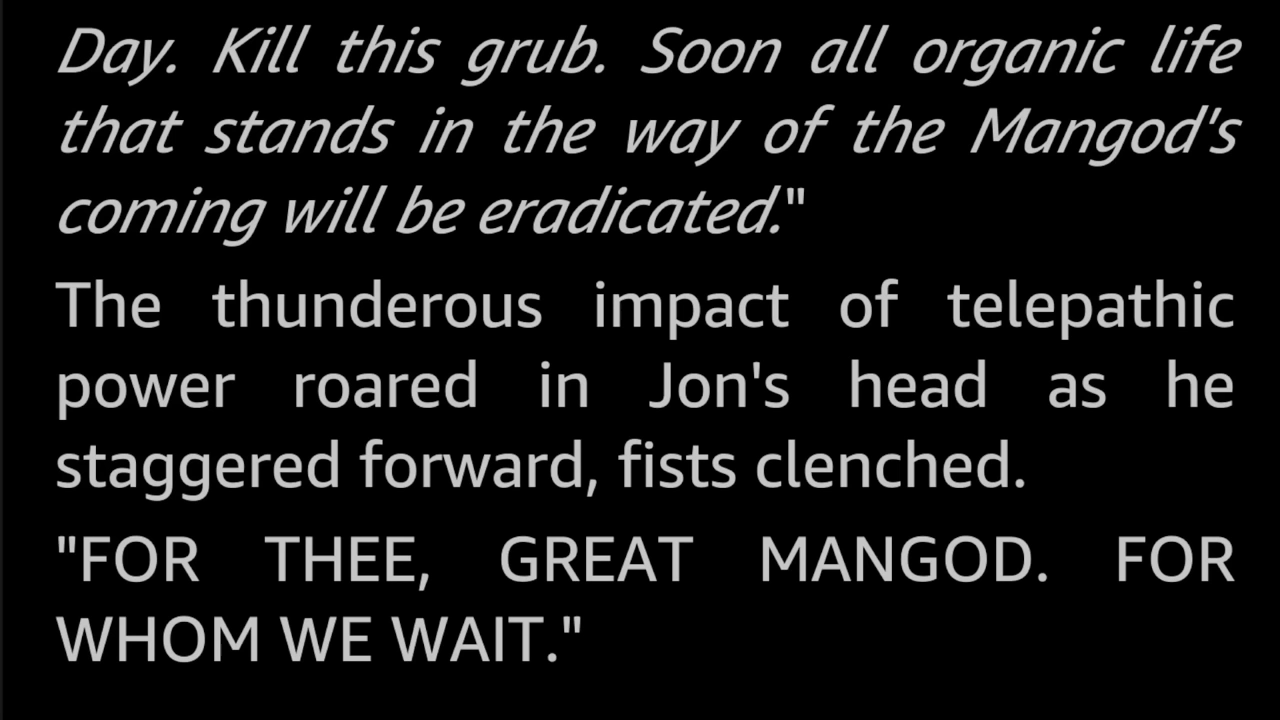 Day. Kill this grub. Soon all organic life
that stands in the way of the Mangod's
coming will be eradicated."
The thunderous impact of telepathic
power roared in Jon's head as he
staggered forward, fists clenched.
"FOR THEE, GREAT MANGOD. FOR
WHOM WE WAIT."